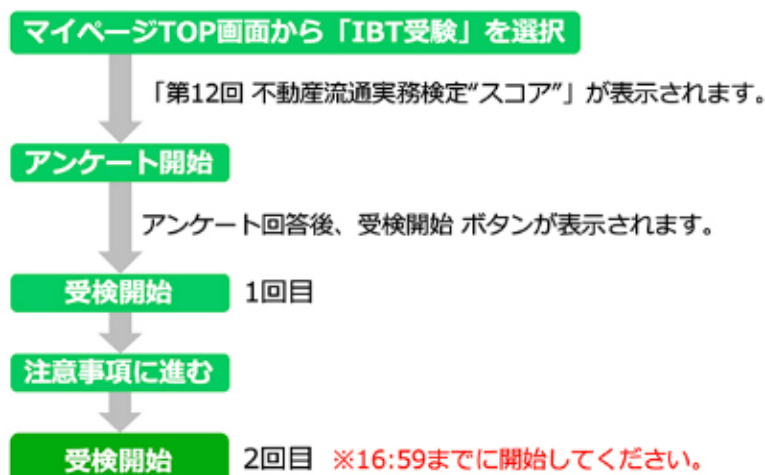 マイページTOP画面から「IBT受験」を選択
「第12回 不動産流通実務検定“スコア”」が表示されます。
アンケート開始
アンケート回答後、受検開始 ボタンが表示されます。
受検開始 1回目
注意事項に進む
受検開始 2回目 ※16:59までに開始してください。